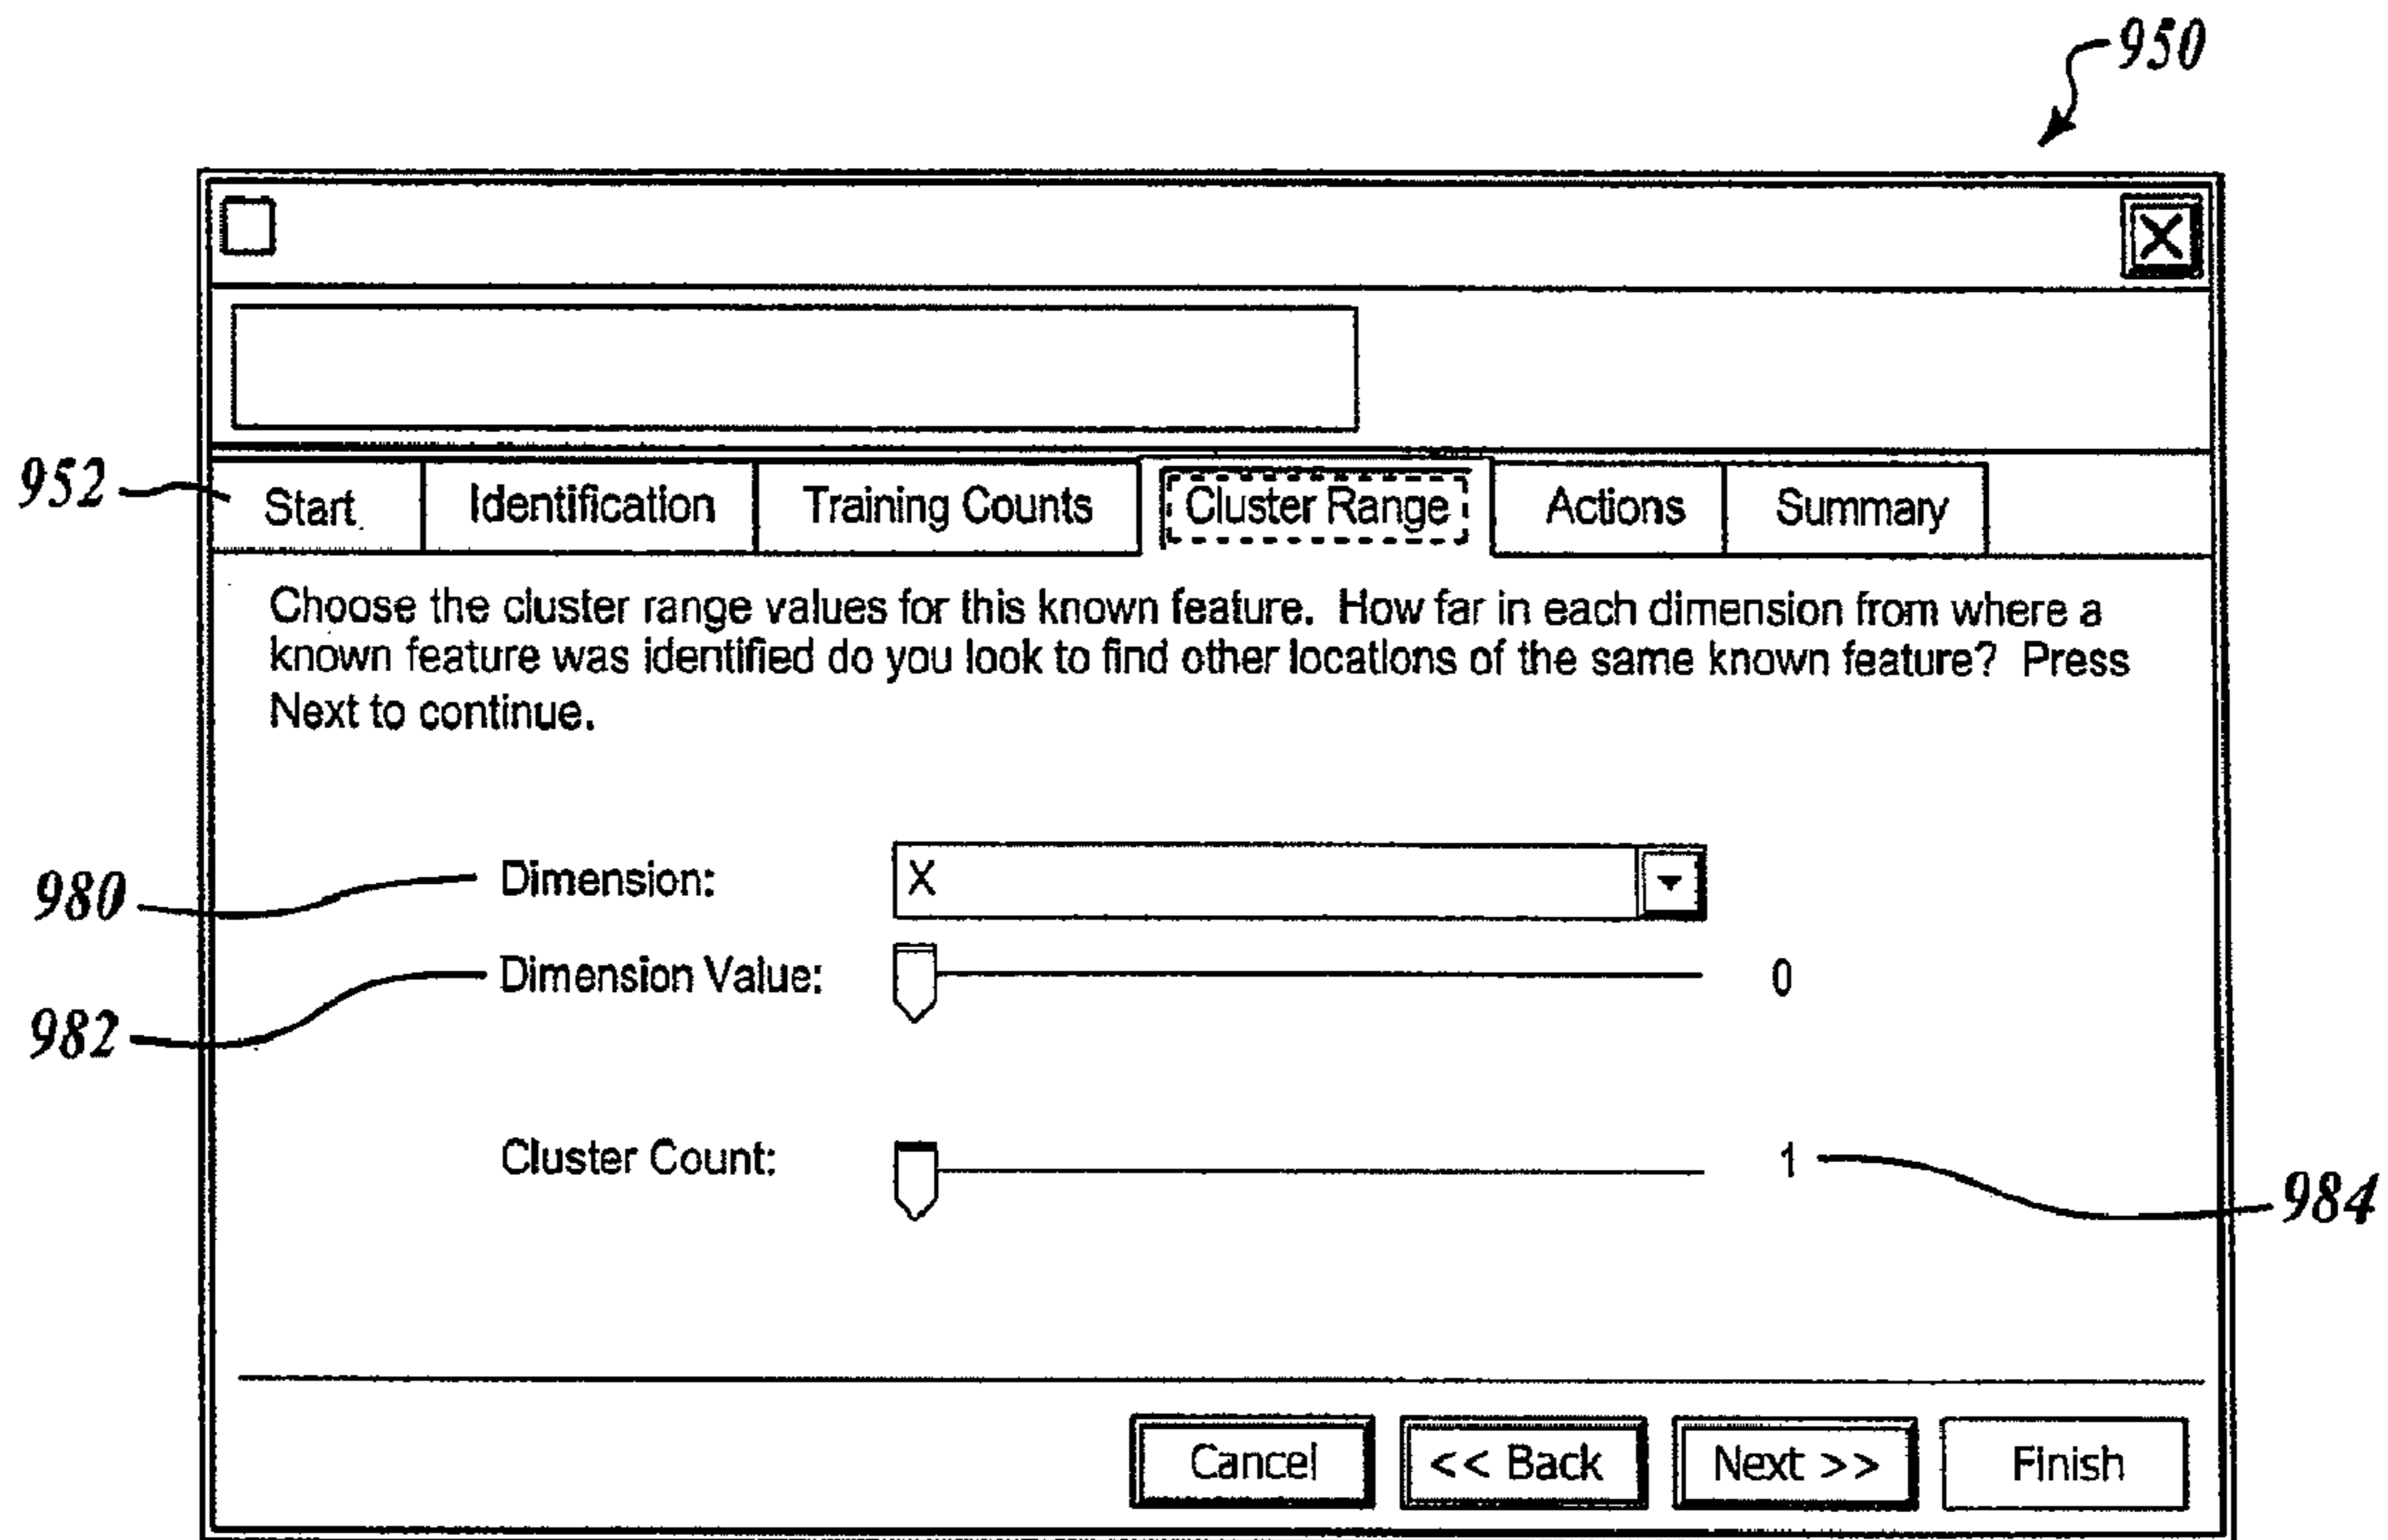 950
X
952
Start Identification Training Counts Cluster Range Actions Summary
Choose the cluster range values for this known feature. How far in each dimension from where a
known feature was identified do you look to find other locations of the same known feature? Press
Next to continue.
980
Dimension: X
982
Dimension Value: 0
Cluster Count: 1
984
Cancel << Back Next >> Finish